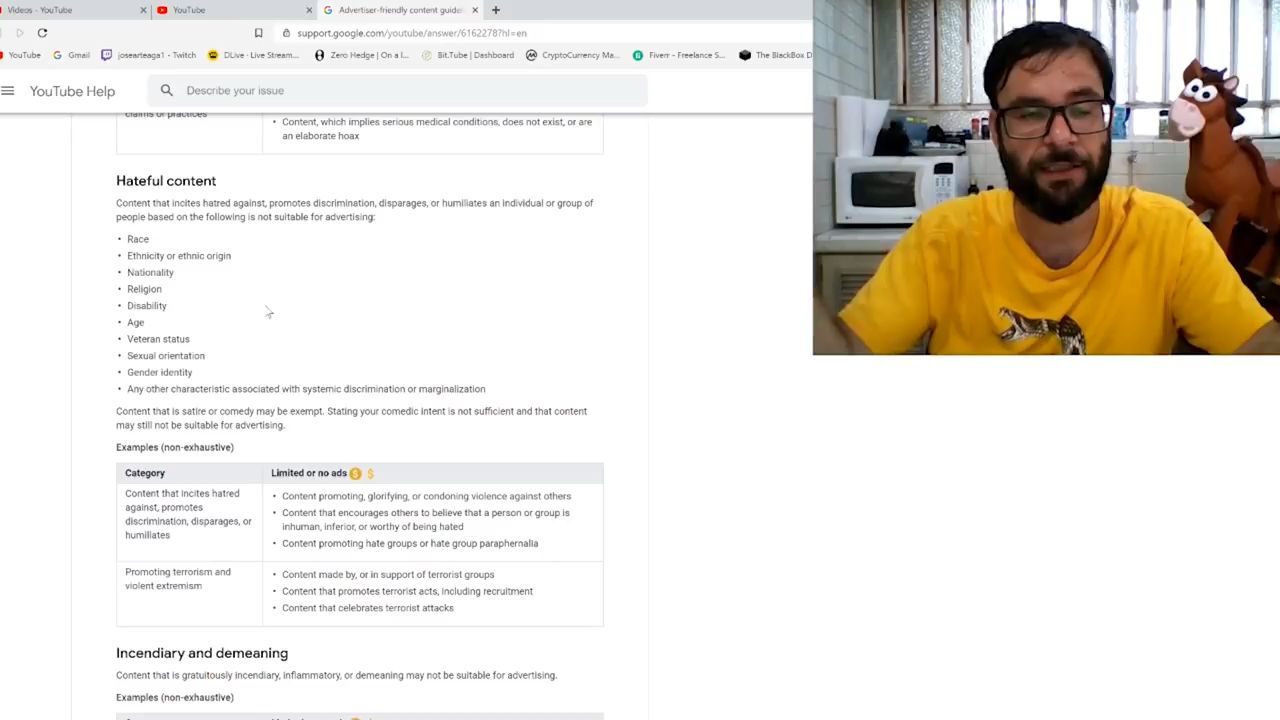 Videos - YouTube
YouTube
Advertiser-friendly content guidel
support.google.com/youtube/answer/6162278?hl=en
YouTube
Gmail
josearteaga1 - Twitch
DLive - Live Stream...
Zero Hedge | On a l...
Bit.Tube | Dashboard
CryptoCurrency Ma...
Fiverr - Freelance S...
The BlackBox D
YouTube Help
Describe your issue
claims or practices
• Content, which implies serious medical conditions, does not exist, or are
an elaborate hoax
Hateful content
Content that incites hatred against, promotes discrimination, disparages, or humiliates an individual or group of
people based on the following is not suitable for advertising:
• Race
• Ethnicity or ethnic origin
• Nationality
• Religion
• Disability
• Age
• Veteran status
• Sexual orientation
• Gender identity
• Any other characteristic associated with systemic discrimination or marginalization
Content that is satire or comedy may be exempt. Stating your comedic intent is not sufficient and that content
may still not be suitable for advertising.
Examples (non-exhaustive)
Category
Limited or no ads
Content that incites hatred
against, promotes
discrimination, disparages, or
humiliates
• Content promoting, glorifying, or condoning violence against others
• Content that encourages others to believe that a person or group is
inhuman, inferior, or worthy of being hated
• Content promoting hate groups or hate group paraphernalia
Promoting terrorism and
violent extremism
• Content made by, or in support of terrorist groups
• Content that promotes terrorist acts, including recruitment
• Content that celebrates terrorist attacks
Incendiary and demeaning
Content that is gratuitously incendiary, inflammatory, or demeaning may not be suitable for advertising.
Examples (non-exhaustive)